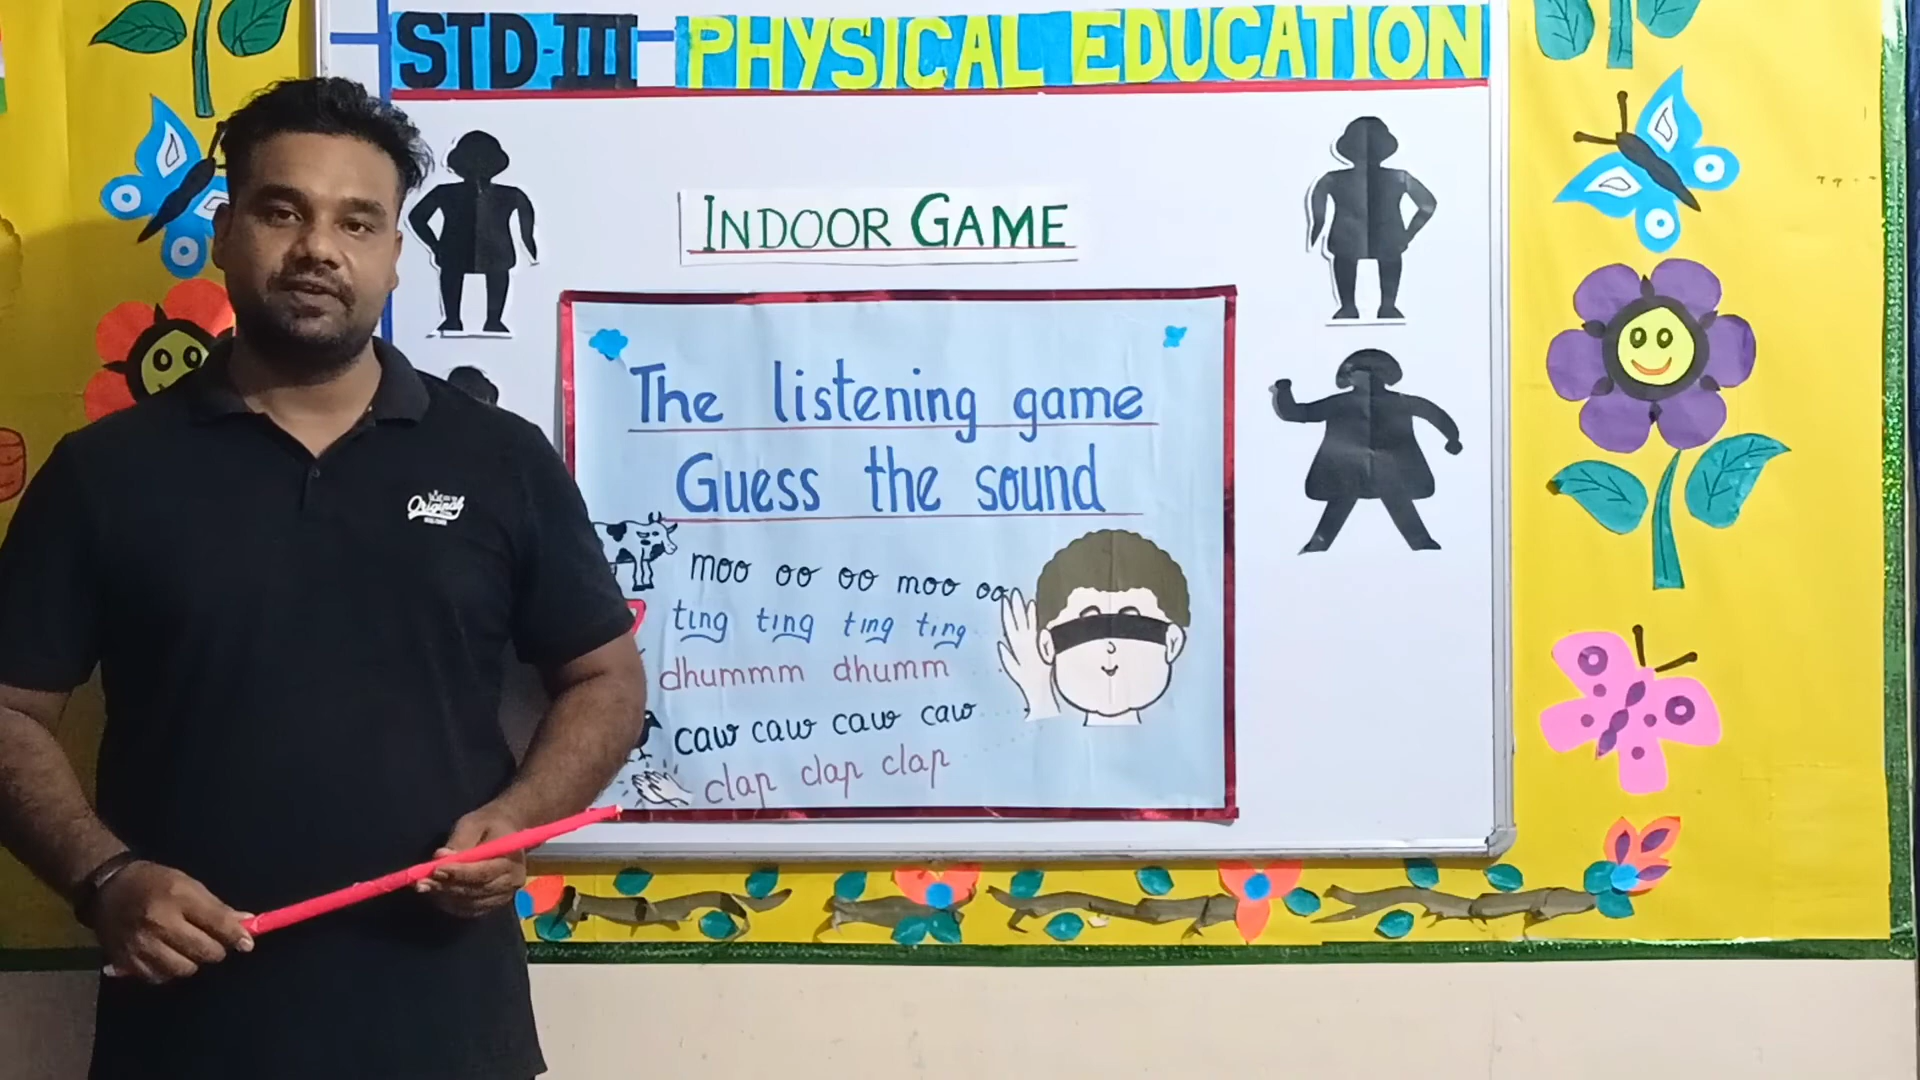 STD-III PHYSICAL EDUCATION
INDOOR GAME
The listening game
Guess the sound
moo oo oo moo oo
ting ting ting ting
dhummm dhumm
caw caw caw caw
clap clap clap
Original